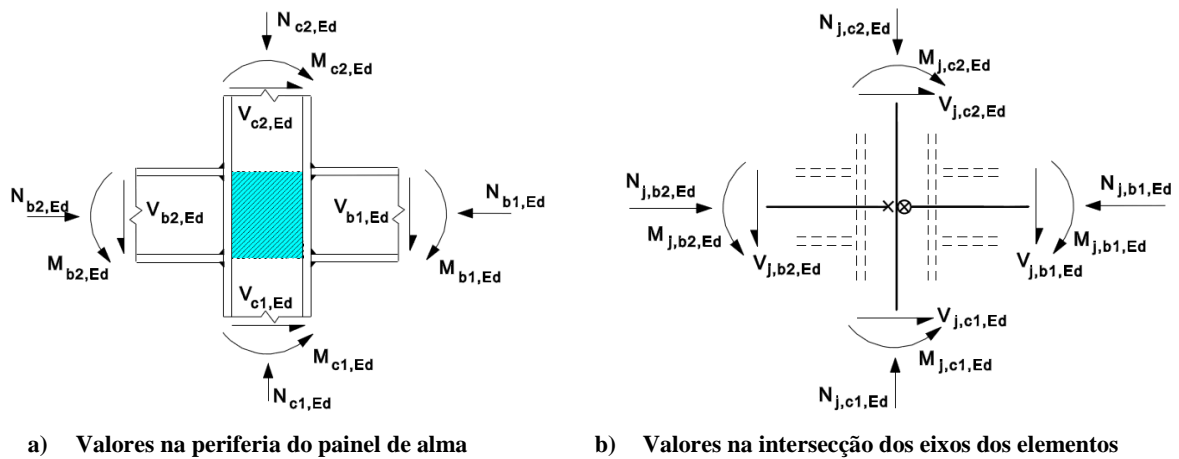 N c2,Ed
M c2,Ed
V c2,Ed
N b2,Ed
V b2,Ed
M b2,Ed
N b1,Ed
V b1,Ed
M b1,Ed
V c1,Ed
M c1,Ed
N c1,Ed
a) Valores na periferia do painel de alma
N j,c2,Ed
M j,c2,Ed
V j,c2,Ed
N j,b2,Ed
M j,b2,Ed
V j,b2,Ed
N j,b1,Ed
M j,b1,Ed
V j,b1,Ed
V j,c1,Ed
M j,c1,Ed
N j,c1,Ed
b) Valores na intersecção dos eixos dos elementos